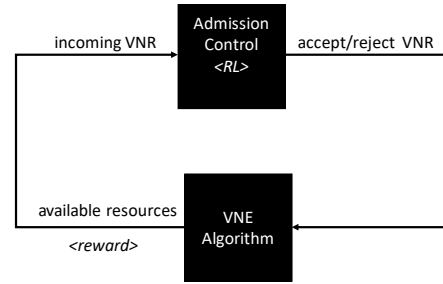 Admission
Control
<RL>
incoming VNR
accept/reject VNR
available resources
<reward>
VNE
Algorithm